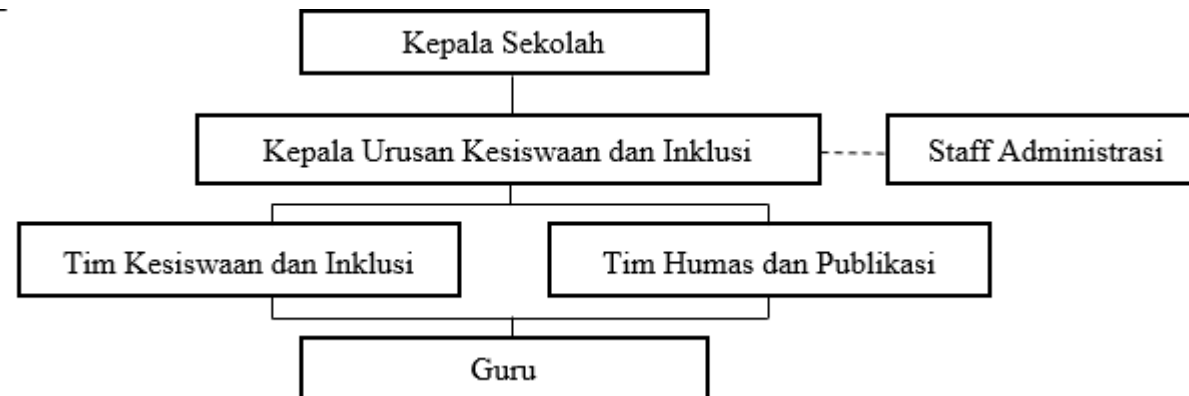 Kepala Sekolah
Kepala Urusan Kesiswaan dan Inklusi
Staff Administrasi
Tim Kesiswaan dan Inklusi
Tim Humas dan Publikasi
Guru